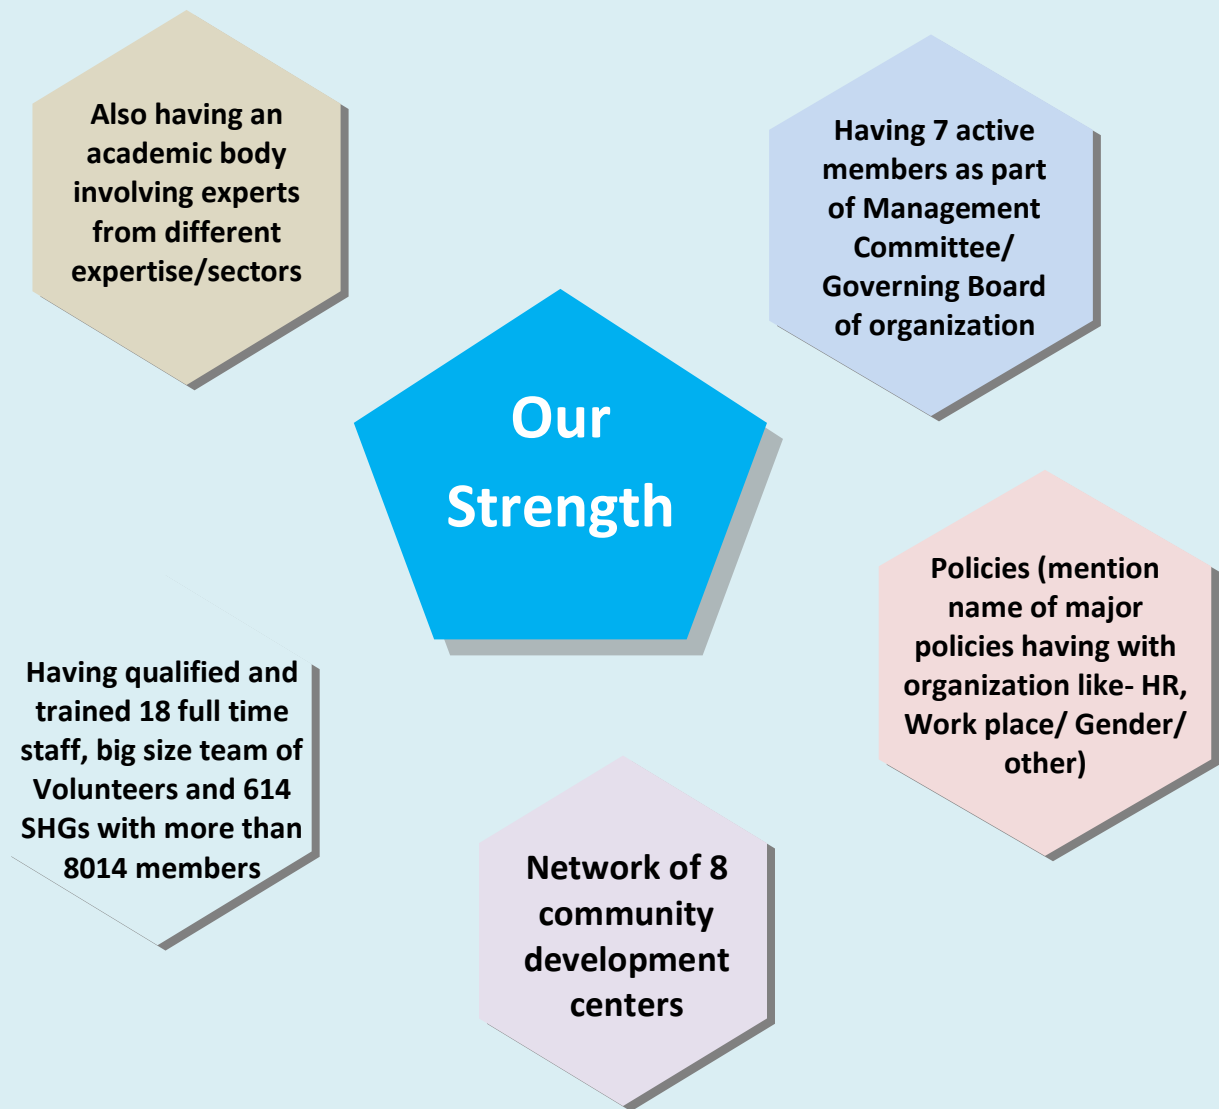 Also having an
academic body
involving experts
from different
expertise/sectors
Having 7 active
members as part
of Management
Committee/
Governing Board
of organization
Our
Strength
Policies (mention
name of major
policies having with
organization like- HR,
Work place/ Gender/
other)
Having qualified and
trained 18 full time
staff, big size team of
Volunteers and 614
SHGs with more than
8014 members
Network of 8
community
development
centers